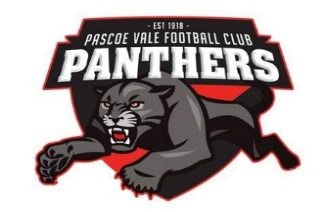 - EST 1918 -
PASCOE VALE FOOTBALL CLUB
PANTHERS